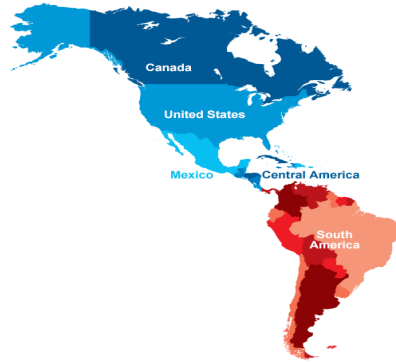 Canada
United States
Mexico
Central America
South
America